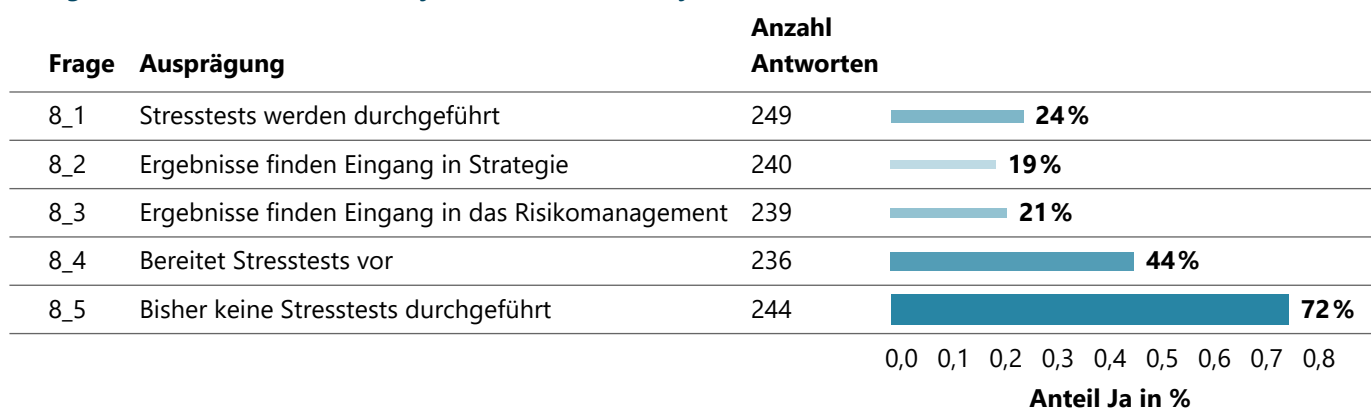 Anzahl
Frage Ausprägung Antworten
8_1 Stresstests werden durchgeführt 249 24%
8_2 Ergebnisse finden Eingang in Strategie 240 19%
8_3 Ergebnisse finden Eingang in das Risikomanagement 239 21%
8_4 Bereitet Stresstests vor 236 44%
8_5 Bisher keine Stresstests durchgeführt 244 72%
0,0 0,1 0,2 0,3 0,4 0,5 0,6 0,7 0,8
Anteil Ja in %